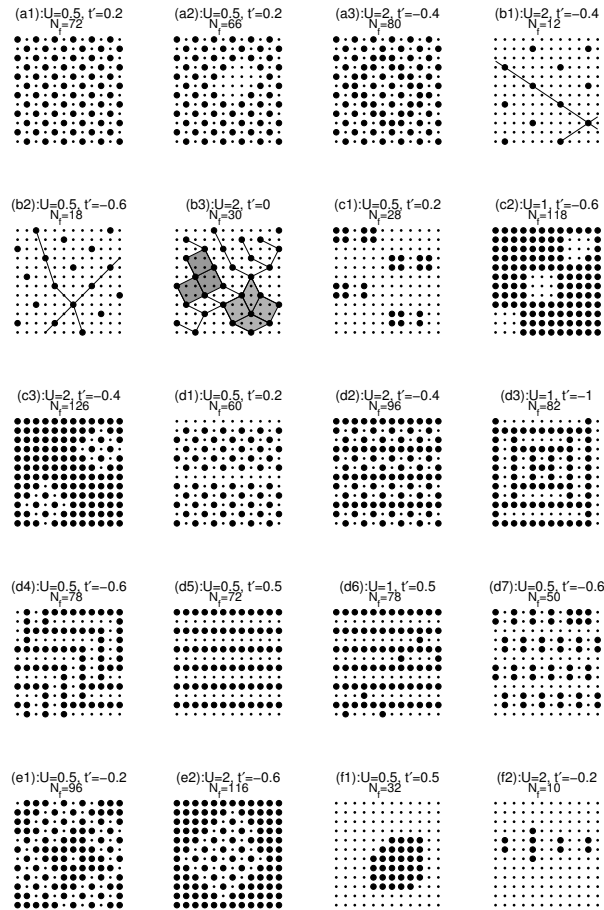 (a1):U=0.5, t′=0.2
N_f=72
(a2):U=0.5, t′=0.2
N_f=66
(a3):U=2, t′=−0.4
N_f=80
(b1):U=2, t′=−0.4
N_f=12
(b2):U=0.5, t′=−0.6
N_f=18
(b3):U=2, t′=0
N_f=30
(c1):U=0.5, t′=0.2
N_f=28
(c2):U=1, t′=−0.6
N_f=118
(c3):U=2, t′=−0.4
N_f=126
(d1):U=0.5, t′=0.2
N_f=60
(d2):U=2, t′=−0.4
N_f=96
(d3):U=1, t′=−1
N_f=82
(d4):U=0.5, t′=−0.6
N_f=78
(d5):U=0.5, t′=0.5
N_f=72
(d6):U=1, t′=0.5
N_f=78
(d7):U=0.5, t′=−0.6
N_f=50
(e1):U=0.5, t′=−0.2
N_f=96
(e2):U=2, t′=−0.6
N_f=116
(f1):U=0.5, t′=0.5
N_f=32
(f2):U=2, t′=−0.2
N_f=10